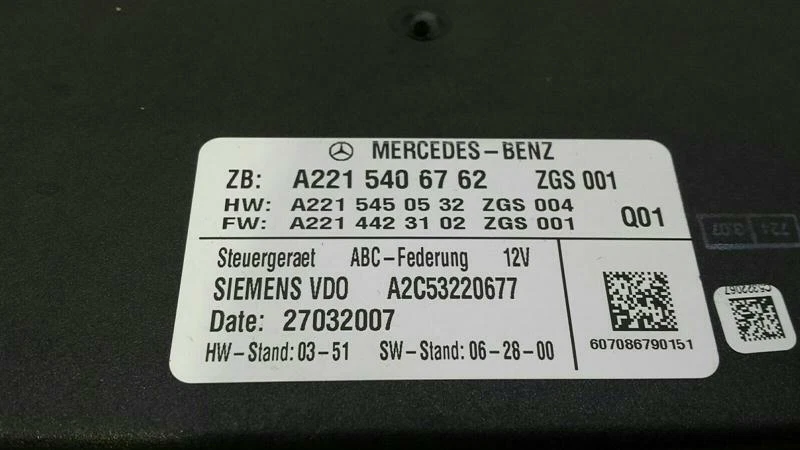 MERCEDES-BENZ
ZB: A221 540 67 62 ZGS 001
HW: A221 545 05 32 ZGS 004
FW: A221 442 31 02 ZGS 001 Q01
Steuergeraet ABC-Federung 12V
SIEMENS VDO A2C53220677
Date: 27032007
HW-Stand: 03-51 SW-Stand: 06-28-00
607086790151